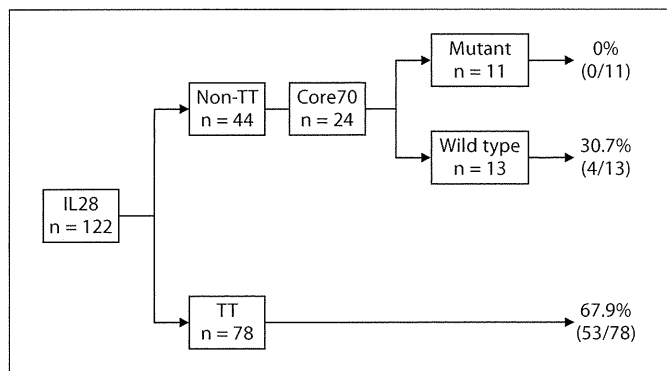 IL28
n = 122
Non-TT
n = 44
Core70
n = 24
Mutant
n = 11
0%
(0/11)
Wild type
n = 13
30.7%
(4/13)
TT
n = 78
67.9%
(53/78)